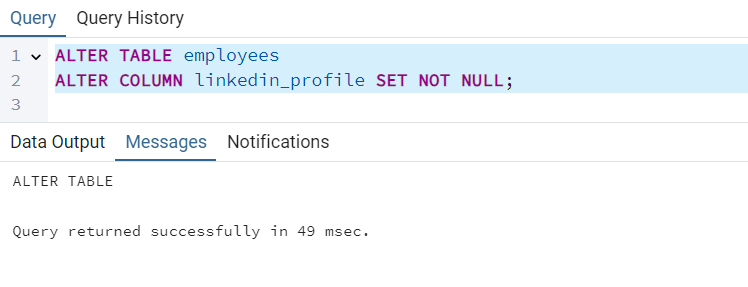 Query Query History
1 ALTER TABLE employees
2 ALTER COLUMN linkedin_profile SET NOT NULL;
3
Data Output Messages Notifications
ALTER TABLE
Query returned successfully in 49 msec.